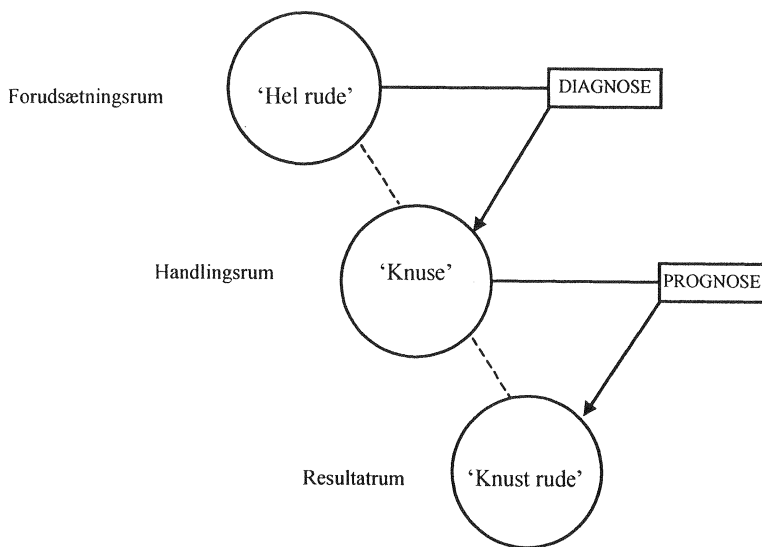 Forudsætningsrum
‘Hel rude’
DIAGNOSE
Handlingsrum
‘Knuse’
PROGNOSE
Resultatrum
‘Knust rude’